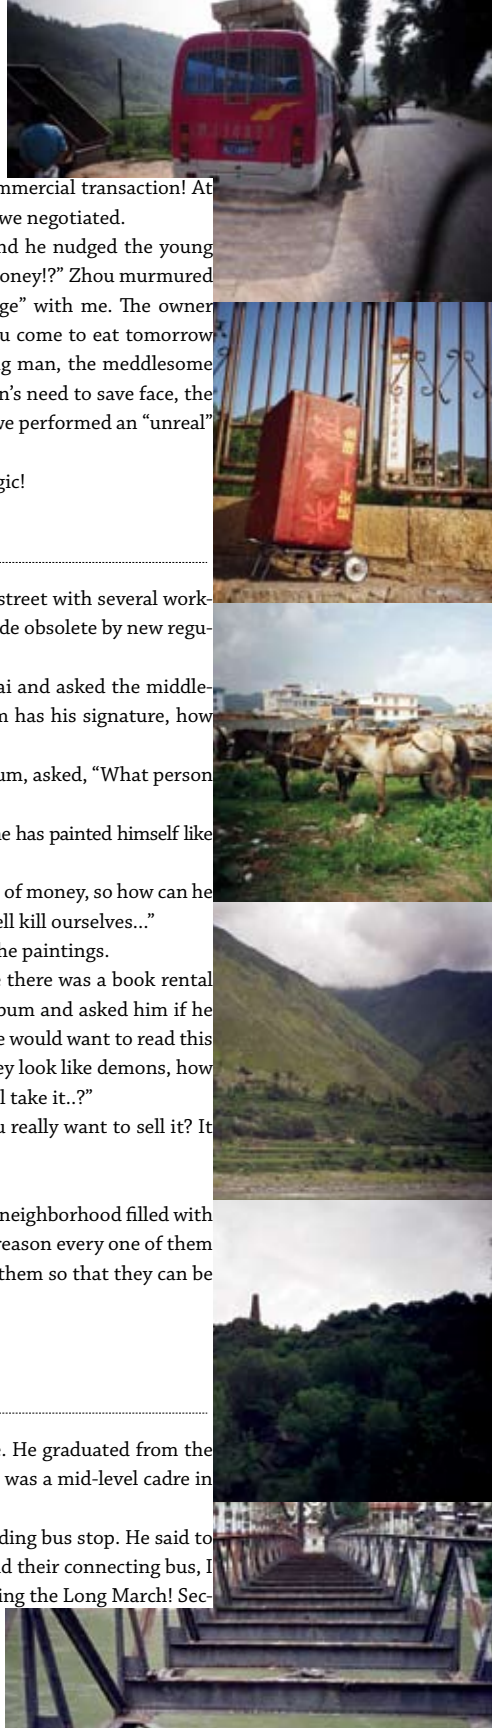 mmercial transaction! At
we negotiated.
nd he nudged the young
oney!?” Zhou murmured
ge” with me. The owner
u come to eat tomorrow
g man, the meddlesome
n’s need to save face, the
we performed an “unreal”
gic!
street with several work-
de obsolete by new regu-
ai and asked the middle-
n has his signature, how
um, asked, “What person
e has painted himself like
of money, so how can he
ell kill ourselves...”
he paintings.
e there was a book rental
bum and asked him if he
e would want to read this
ey look like demons, how
l take it..?”
u really want to sell it? It
neighborhood filled with
reason every one of them
them so that they can be
e. He graduated from the
was a mid-level cadre in
ding bus stop. He said to
d their connecting bus, I
ing the Long March! Sec-
长